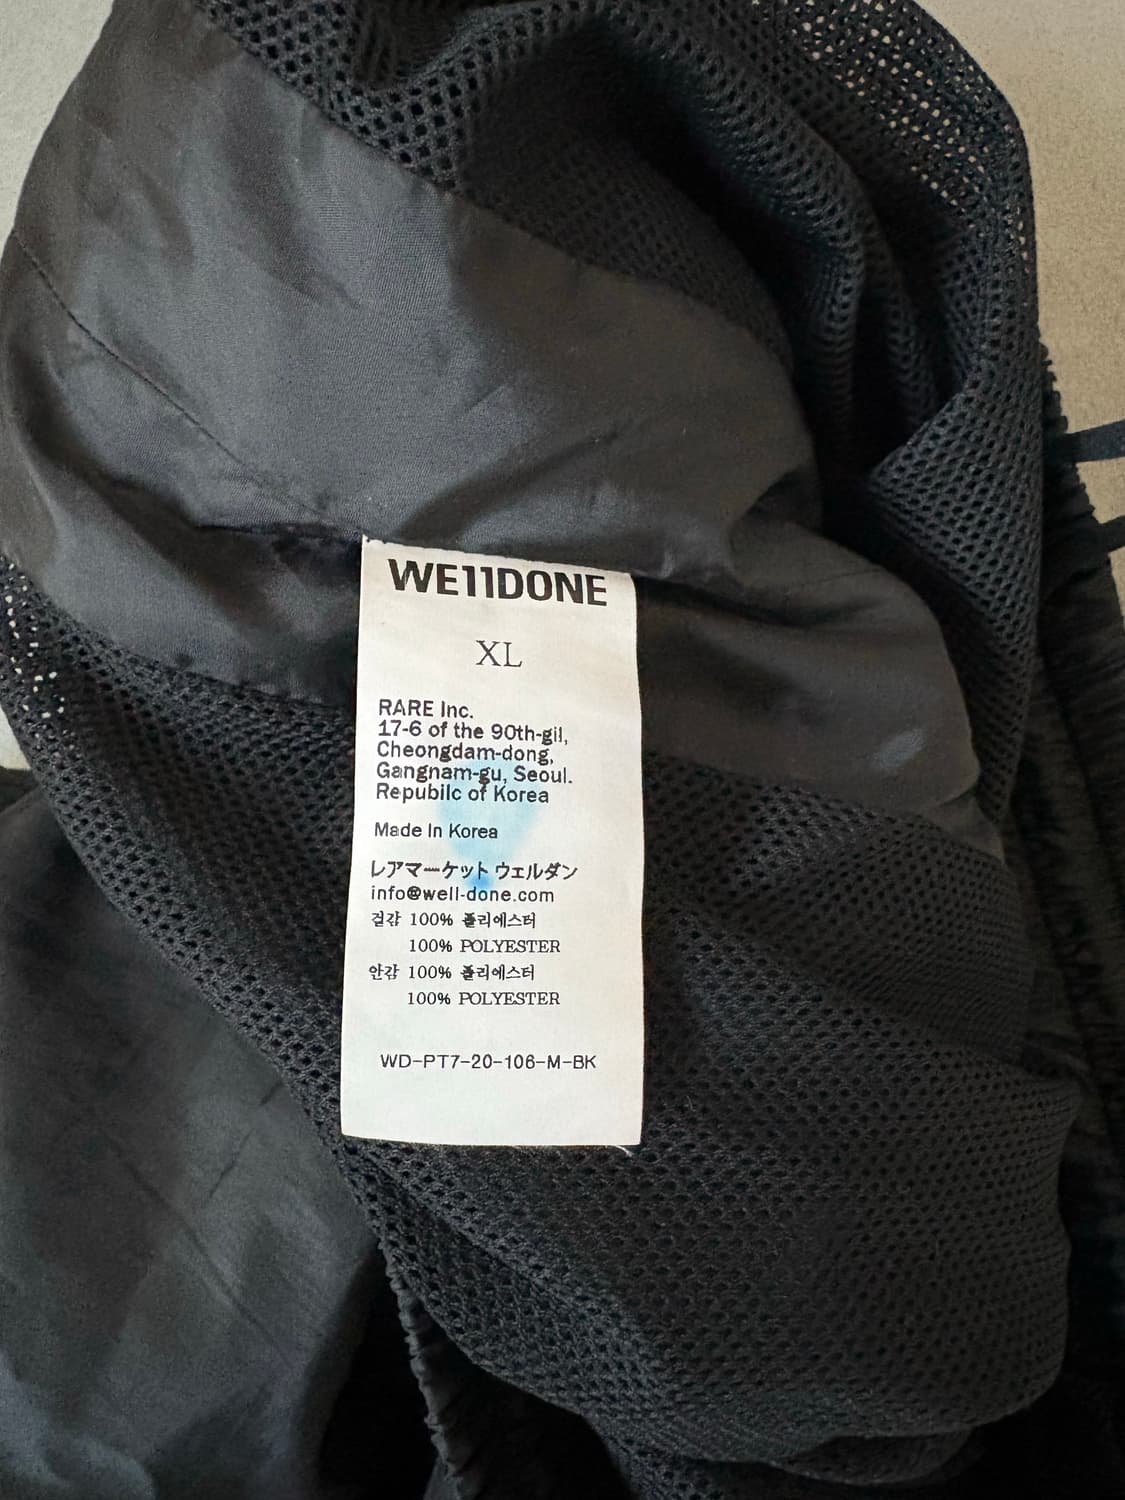 WE11DONE
XL
RARE Inc.
17-6 of the 90th-gil,
Cheongdam-dong,
Gangnam-gu, Seoul.
Republic of Korea
Made In Korea
レアマーケット ウェルダン
info@well-done.com
겉감 100% 폴리에스터
100% POLYESTER
안감 100% 폴리에스터
100% POLYESTER
WD-PT7-20-106-M-BK